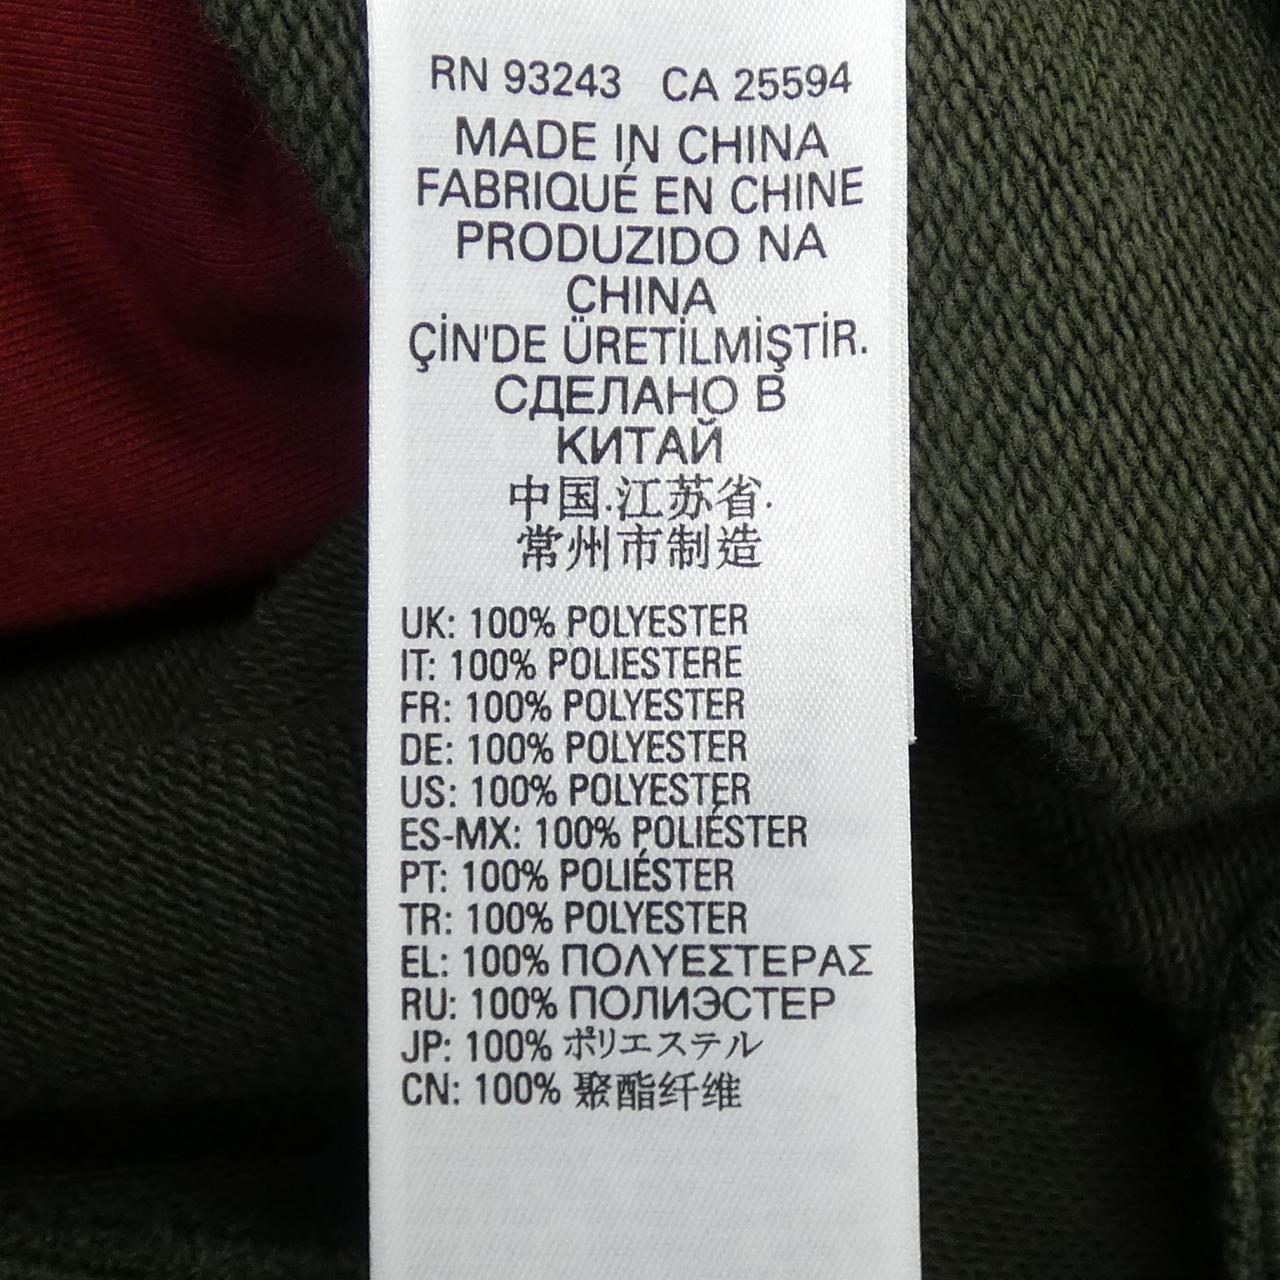 RN 93243 CA 25594
MADE IN CHINA
FABRIQUÉ EN CHINE
PRODUZIDO NA
CHINA
ÇİN'DE ÜRETİLMİŞTİR.
СДЕЛАНО В
КИТАЙ
中国.江苏省.
常州市制造
UK: 100% POLYESTER
IT: 100% POLIESTERE
FR: 100% POLYESTER
DE: 100% POLYESTER
US: 100% POLYESTER
ES-MX: 100% POLIÉSTER
PT: 100% POLIÉSTER
TR: 100% POLYESTER
EL: 100% ΠΟΛΥΕΣΤΕΡΑΣ
RU: 100% ПОЛИЭСТЕР
JP: 100% ポリエステル
CN: 100% 聚酯纤维